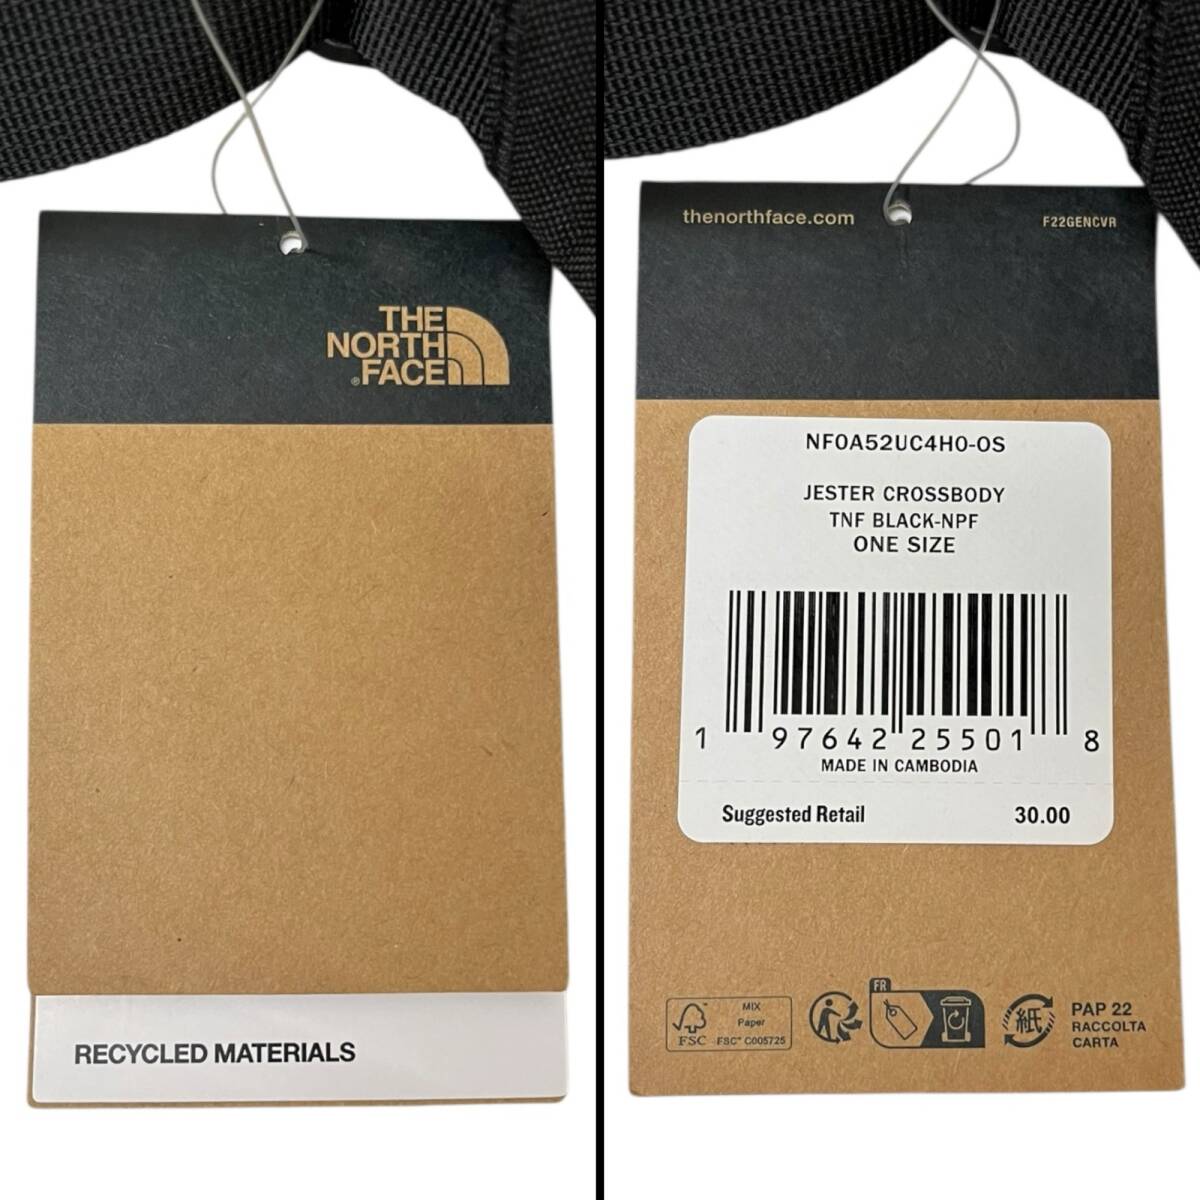 THE
NORTH
FACE
®
RECYCLED MATERIALS
thenorthface.com
F22GENCVR
NF0A52UC4H0-OS
JESTER CROSSBODY
TNF BLACK-NPF
ONE SIZE
1 97642 25501 8
MADE IN CAMBODIA
Suggested Retail 30.00
FSC
MIX
Paper
FSC™ C005725
FR
紙
PAP 22
RACCOLTA
CARTA